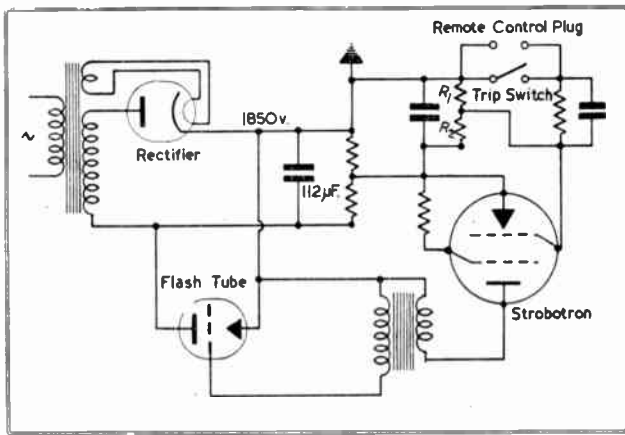 Remote Control Plug
R1
Trip Switch
R2
~
1850v.
Rectifier
112µF.
Flash Tube
Strobotron